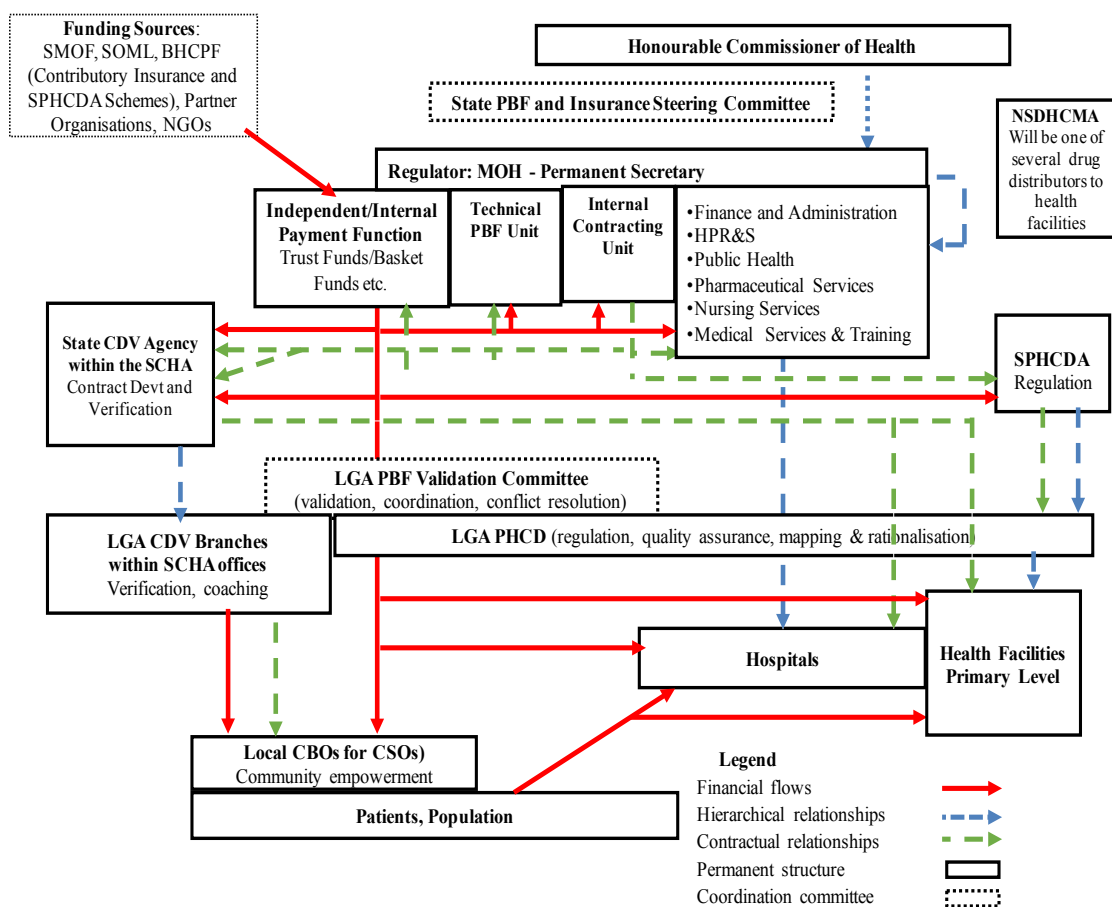 Funding Sources:
SMOF, SOML, BHCPF
(Contributory Insurance and
SPHCDA Schemes), Partner
Organisations, NGOs
Honourable Commissioner of Health
State PBF and Insurance Steering Committee
NSDHCMA
Will be one of
several drug
distributors to
health
facilities
Regulator: MOH - Permanent Secretary
Independent/Internal
Payment Function
Trust Funds/Basket
Funds etc.
Technical
PBF Unit
Internal
Contracting
Unit
•Finance and Administration
•HPR&S
•Public Health
•Pharmaceutical Services
•Nursing Services
•Medical Services & Training
State CDV Agency
within the SCHA
Contract Devt and
Verification
SPHCDA
Regulation
LGA PBF Validation Committee
(validation, coordination, conflict resolution)
LGA CDV Branches
within SCHA offices
Verification, coaching
LGA PHCD (regulation, quality assurance, mapping & rationalisation)
Hospitals
Health Facilities
Primary Level
Local CBOs for CSOs)
Community empowerment
Patients, Population
Legend
Financial flows
Hierarchical relationships
Contractual relationships
Permanent structure
Coordination committee